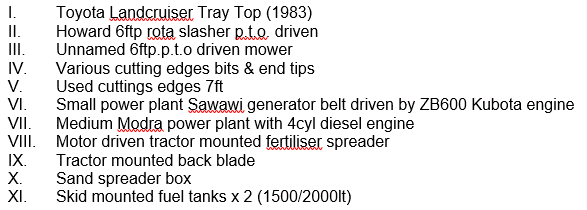 I. Toyota Landcruiser Tray Top (1983)
II. Howard 6ftp rota slasher p.t.o. driven
III. Unnamed 6ftp.p.t.o driven mower
IV. Various cutting edges bits & end tips
V. Used cuttings edges 7ft
VI. Small power plant Sawawi generator belt driven by ZB600 Kubota engine
VII. Medium Modra power plant with 4cyl diesel engine
VIII. Motor driven tractor mounted fertiliser spreader
IX. Tractor mounted back blade
X. Sand spreader box
XI. Skid mounted fuel tanks x 2 (1500/2000lt)